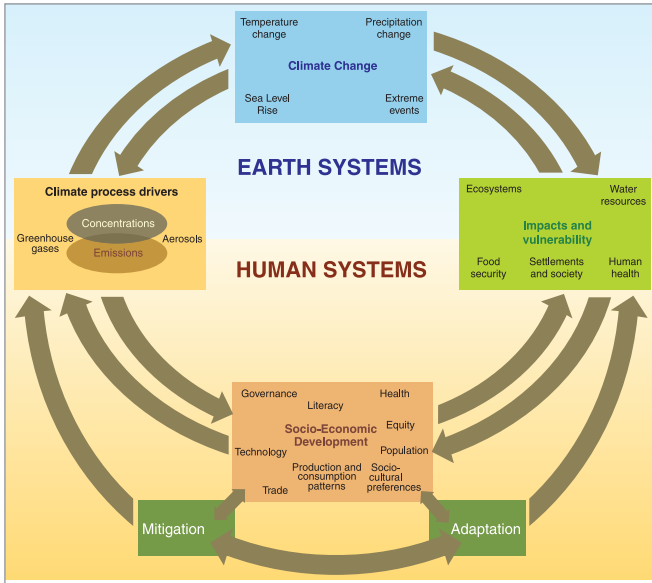 Temperature
change
Precipitation
change
Climate Change
Sea Level
Rise
Extreme
events
EARTH SYSTEMS
Climate process drivers
Concentrations
Greenhouse
gases
Aerosols
Emissions
Ecosystems
Water
resources
Impacts and
vulnerability
Food
security
Settlements
and society
Human
health
HUMAN SYSTEMS
Governance
Literacy
Health
Socio-Economic
Development
Equity
Technology
Population
Production and
consumption
patterns
Socio-
cultural
preferences
Trade
Mitigation
Adaptation